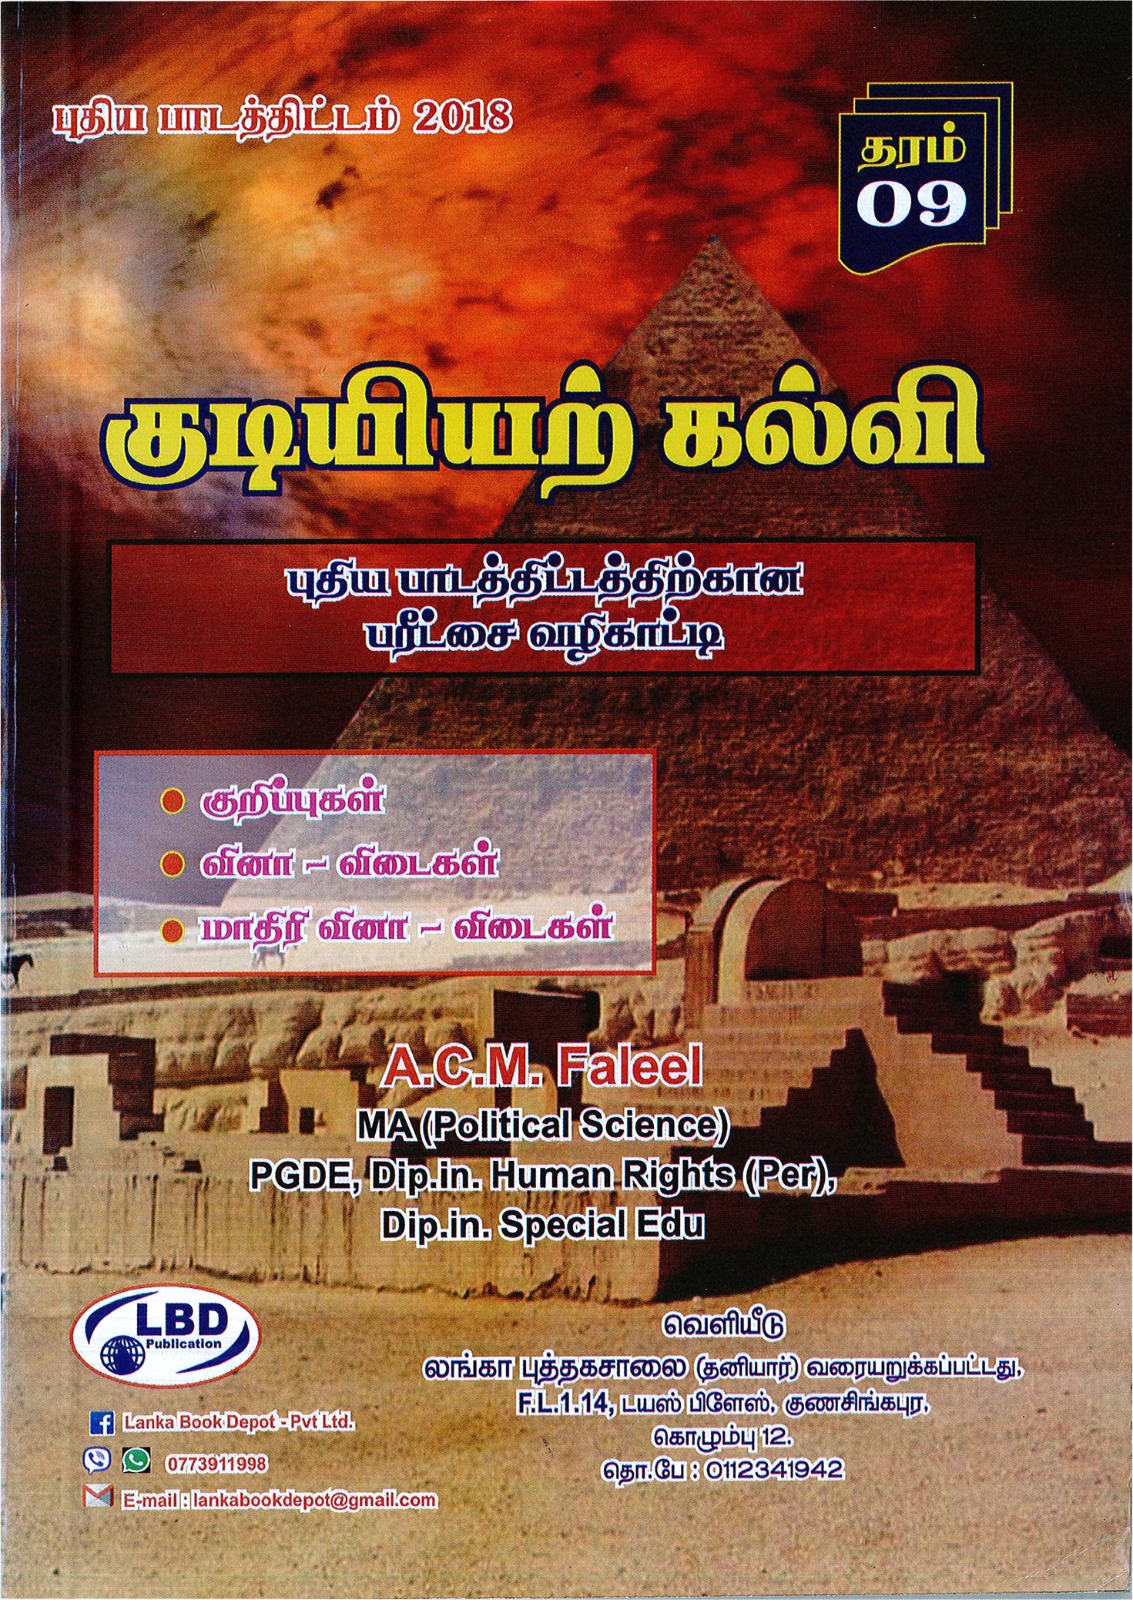 புதிய பாடத்திட்டம் 2018
தரம்
09
குடியியற் கல்வி
புதிய பாடத்திட்டத்திற்கான
பரீட்சை வழிகாட்டி
குறிப்புகள்
வினா – விடைகள்
மாதிரி வினா – விடைகள்
A.C.M. Faleel
MA (Political Science)
PGDE, Dip.in. Human Rights (Per),
Dip.in. Special Edu
LBD
Publication
Lanka Book Depot - Pvt Ltd.
0773911998
E-mail : lankabookdepot@gmail.com
வெளியீடு
லங்கா புத்தகசாலை (தனியார்) வரையறுக்கப்பட்டது,
F.L.1.14, டயஸ் பிளேஸ், குணசிங்கபுர,
கொழும்பு 12.
தொ.பே : 0112341942